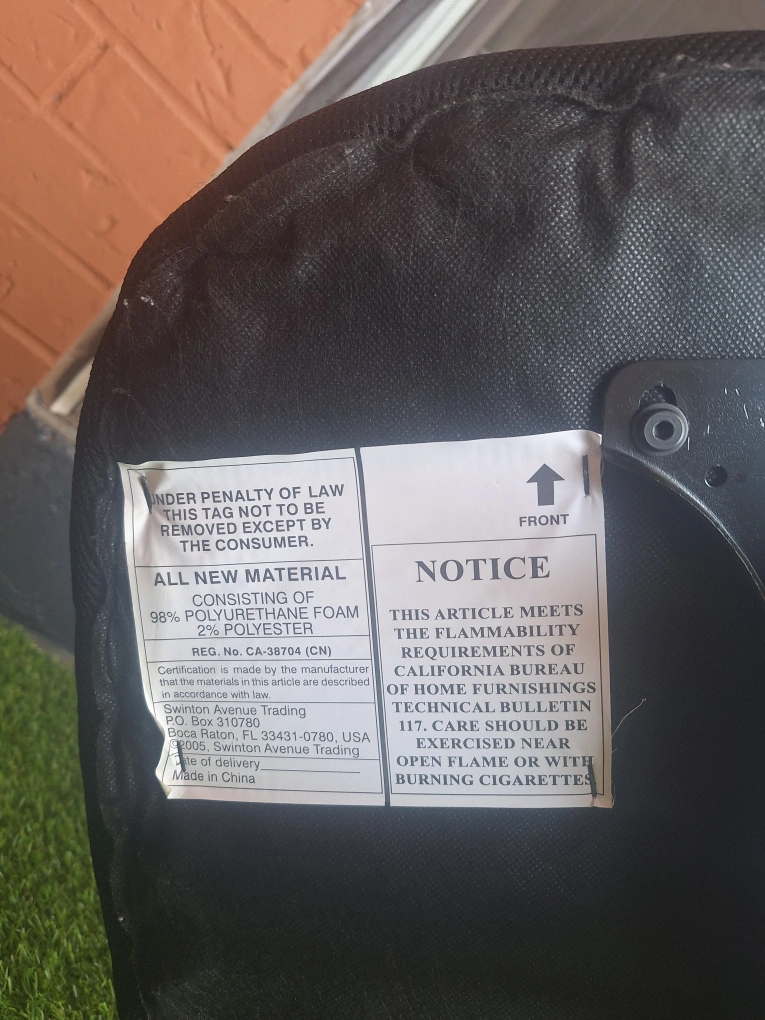 UNDER PENALTY OF LAW
THIS TAG NOT TO BE
REMOVED EXCEPT BY
THE CONSUMER.
ALL NEW MATERIAL
CONSISTING OF
98% POLYURETHANE FOAM
2% POLYESTER
REG. No. CA-38704 (CN)
Certification is made by the manufacturer
that the materials in this article are described
in accordance with law.
Swinton Avenue Trading
P.O. Box 310780
Boca Raton, FL 33431-0780, USA
©2005, Swinton Avenue Trading
Date of delivery
Made in China
FRONT
NOTICE
THIS ARTICLE MEETS
THE FLAMMABILITY
REQUIREMENTS OF
CALIFORNIA BUREAU
OF HOME FURNISHINGS
TECHNICAL BULLETIN
117. CARE SHOULD BE
EXERCISED NEAR
OPEN FLAME OR WITH
BURNING CIGARETTES